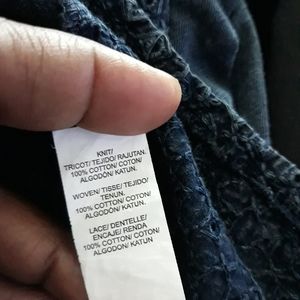 KNIT/
TRICOT/ TEJIDO/ RAJUTAN.
100% COTTON/ COTON/
ALGODÓN/ KATUN.
WOVEN/ TISSE/ TEJIDO/
TENUN.
100% COTTON/ COTON/
ALGODÓN/ KATUN.
LACE/ DENTELLE/
ENCAJE/ RENDA
100% COTTON/ COTON/
ALGODÓN/ KATUN